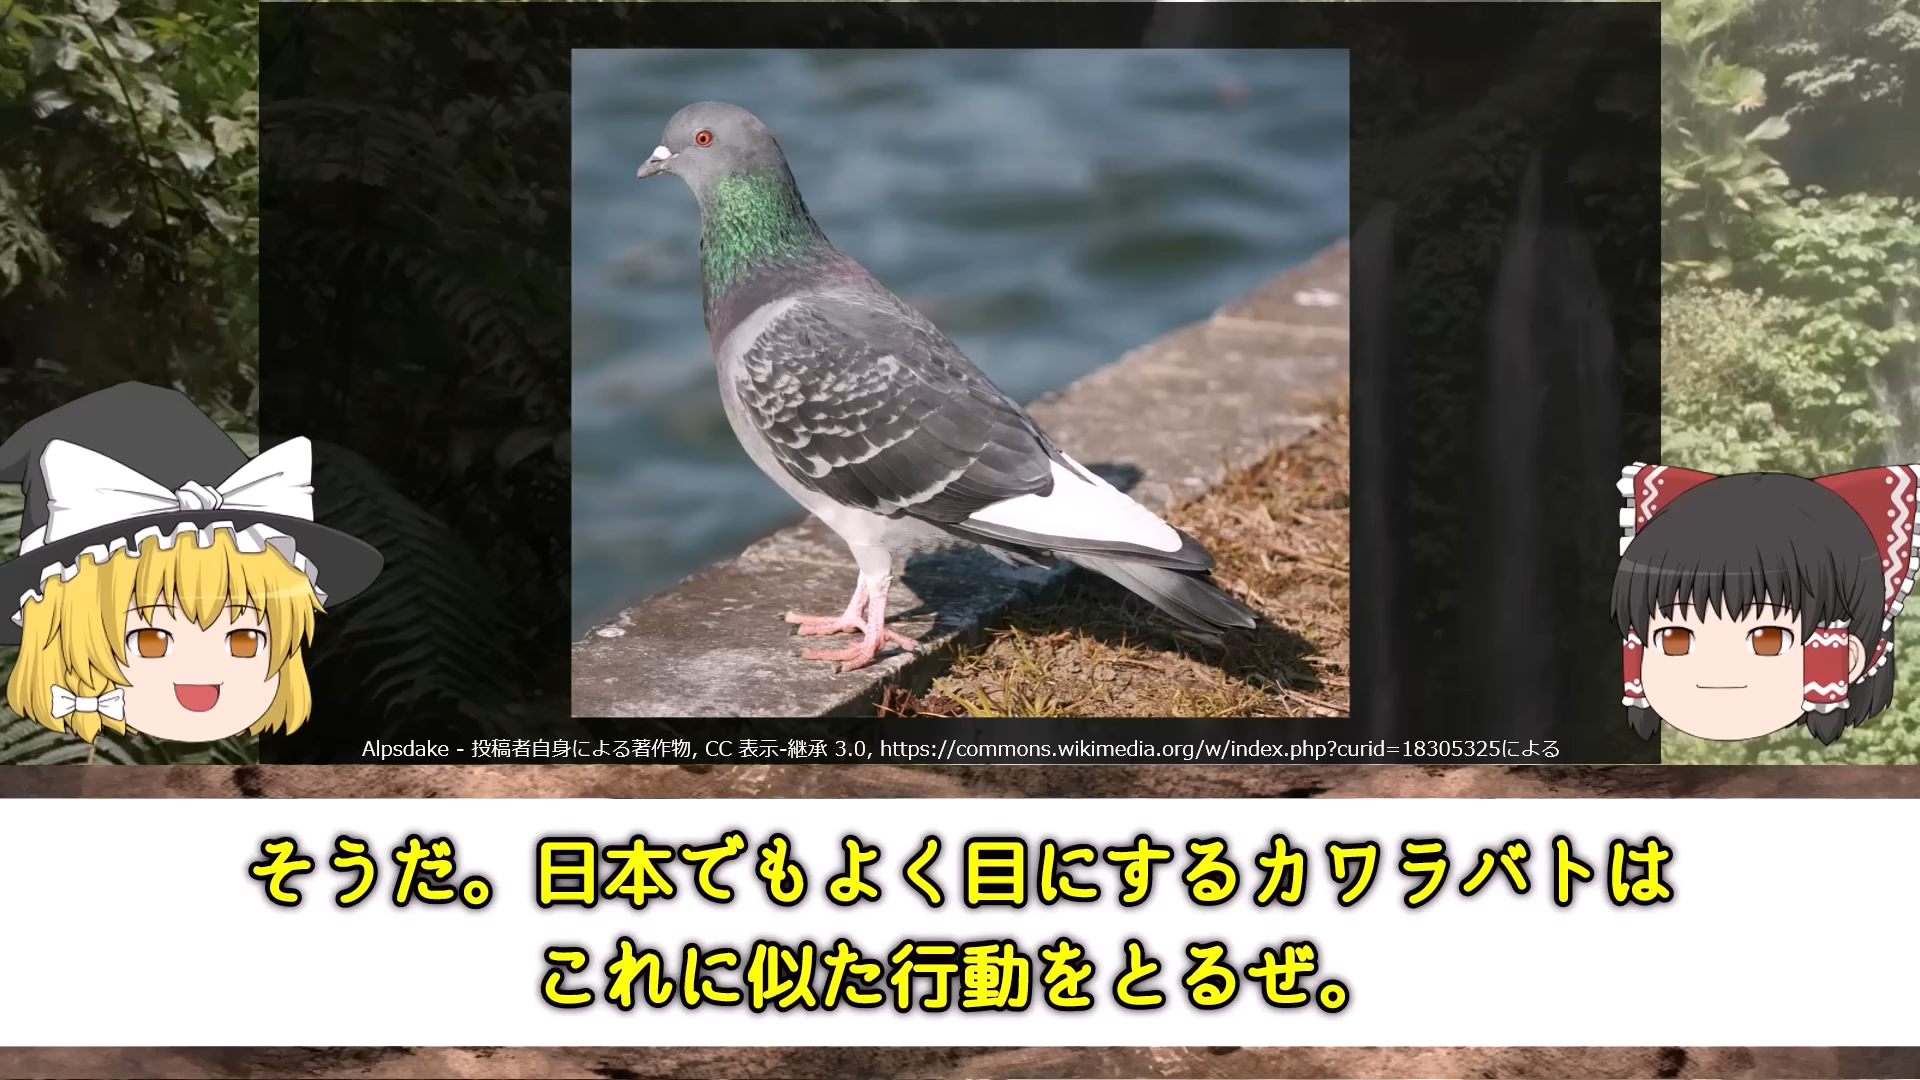 Alpsdake - 投稿者自身による著作物, CC 表示-継承 3.0, https://commons.wikimedia.org/w/index.php?curid=18305325による
そうだ。日本でもよく目にするカワラバトは
これに似た行動をとるぜ。